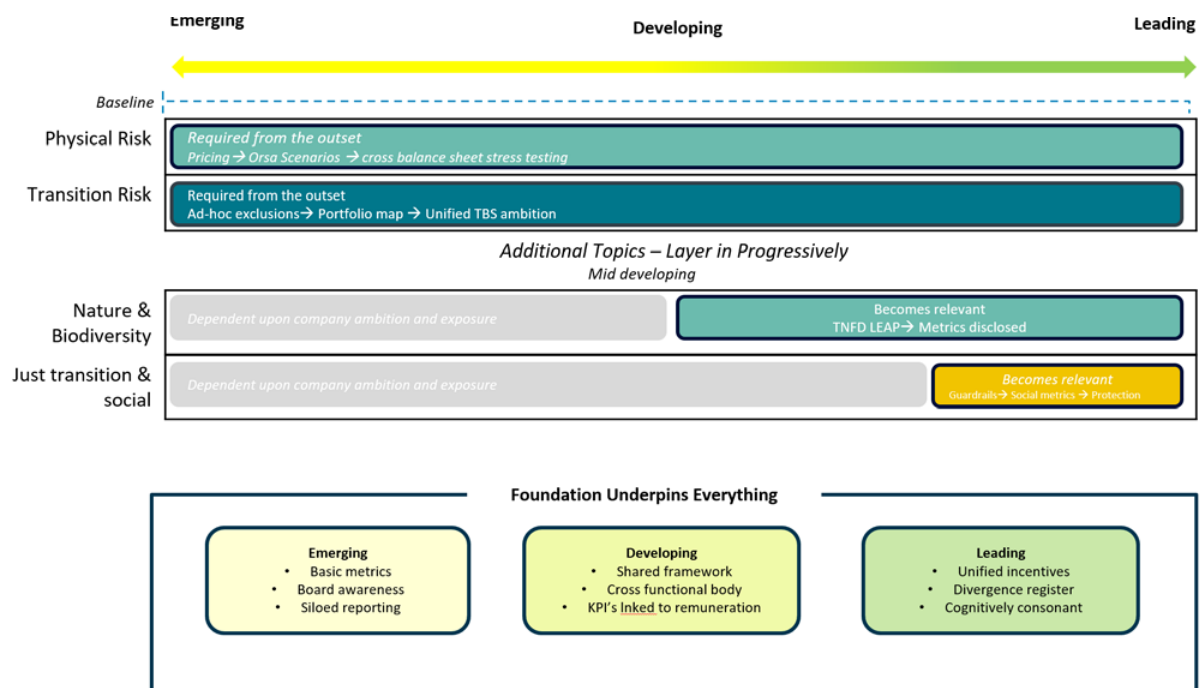 Emerging
Developing
Leading
Baseline
Physical Risk
Required from the outset
Pricing→ Orsa Scenarios → cross balance sheet stress testing
Transition Risk
Required from the outset
Ad-hoc exclusions→ Portfolio map → Unified TBS ambition
Additional Topics – Layer in Progressively
Mid developing
Nature &
Biodiversity
Dependent upon company ambition and exposure
Becomes relevant
TNFD LEAP→ Metrics disclosed
Just transition &
social
Dependent upon company ambition and exposure
Becomes relevant
Guardrails→ Social metrics → Protection
Foundation Underpins Everything
Emerging
• Basic metrics
• Board awareness
• Siloed reporting
Developing
• Shared framework
• Cross functional body
• KPI's lnked to remuneration
Leading
• Unified incentives
• Divergence register
• Cognitively consonant